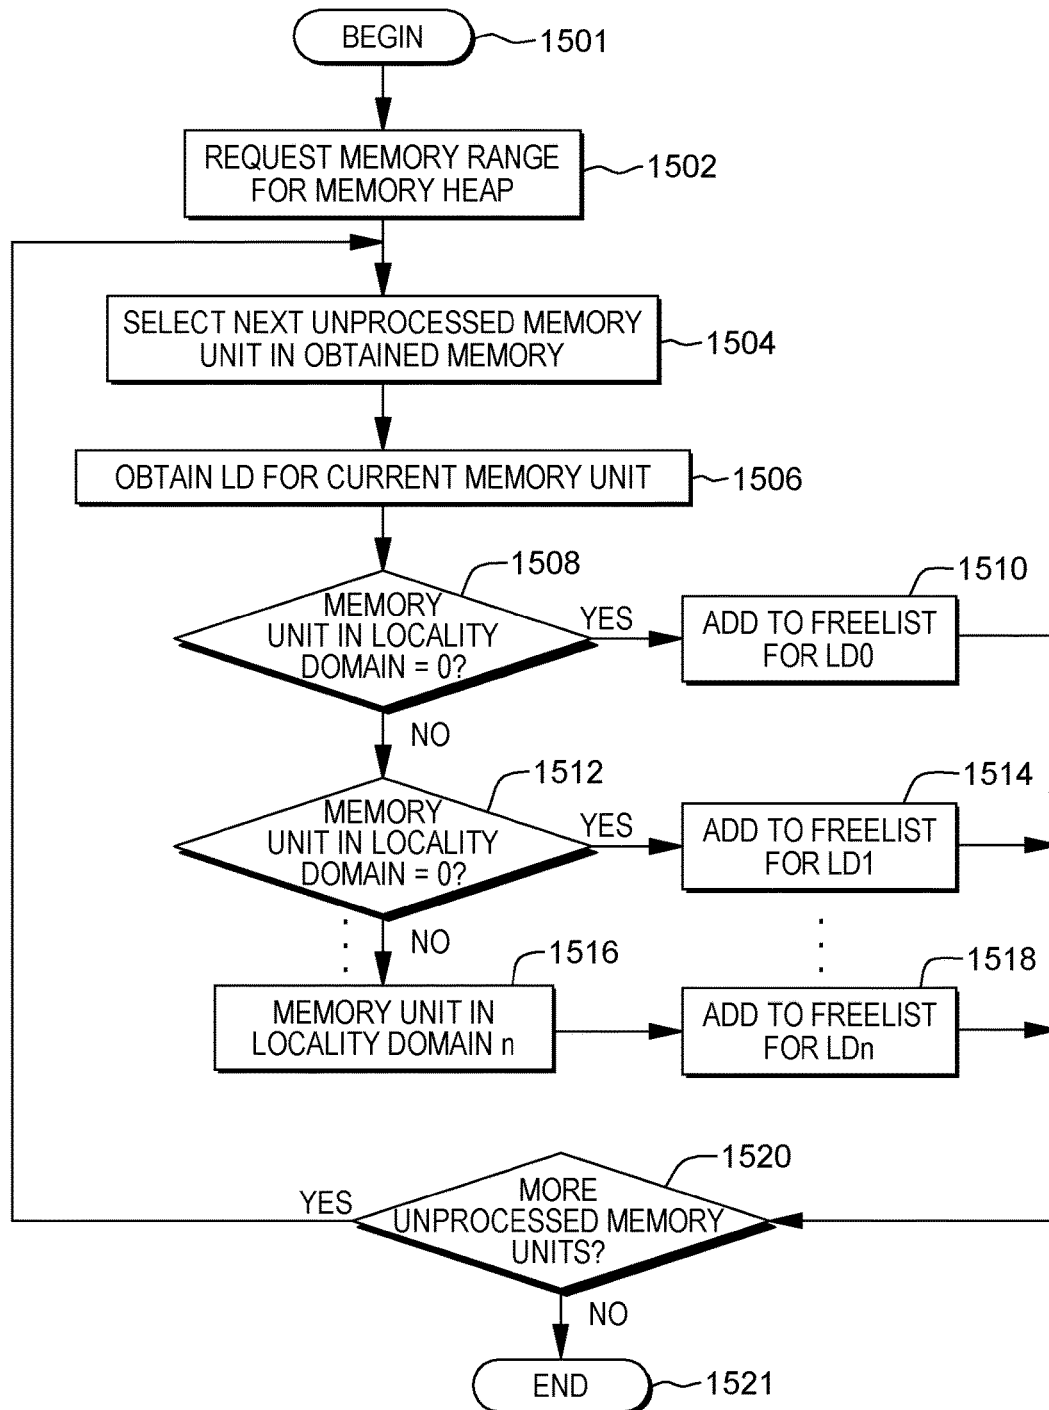 BEGIN
1501
REQUEST MEMORY RANGE
FOR MEMORY HEAP
1502
SELECT NEXT UNPROCESSED MEMORY
UNIT IN OBTAINED MEMORY
1504
OBTAIN LD FOR CURRENT MEMORY UNIT
1506
1508
MEMORY
UNIT IN LOCALITY
DOMAIN = 0?
YES
1510
ADD TO FREELIST
FOR LD0
NO
1512
MEMORY
UNIT IN LOCALITY
DOMAIN = 0?
YES
1514
ADD TO FREELIST
FOR LD1
NO
1516
MEMORY UNIT IN
LOCALITY DOMAIN n
1518
ADD TO FREELIST
FOR LDn
1520
MORE
UNPROCESSED MEMORY
UNITS?
YES
NO
END
1521